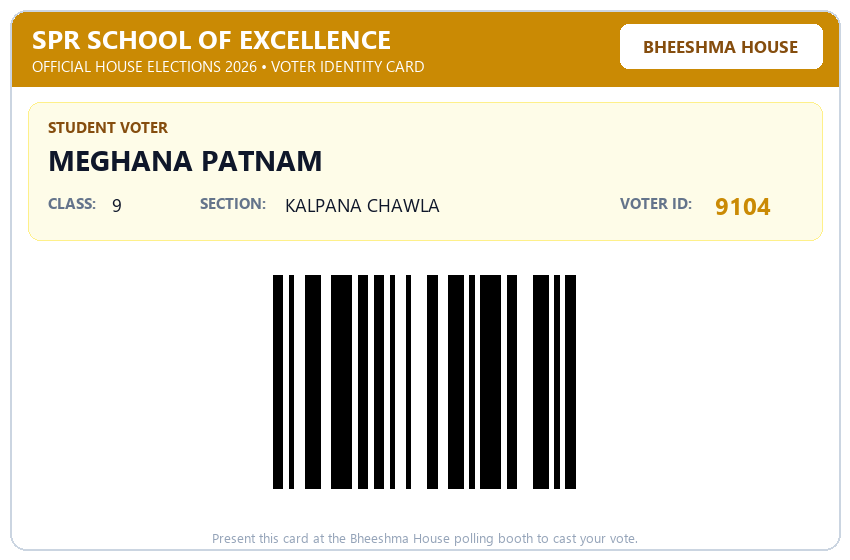 SPR SCHOOL OF EXCELLENCE
OFFICIAL HOUSE ELECTIONS 2026 • VOTER IDENTITY CARD
BHEESHMA HOUSE
STUDENT VOTER
MEGHANA PATNAM
CLASS: 9 SECTION: KALPANA CHAWLA VOTER ID: 9104
Present this card at the Bheeshma House polling booth to cast your vote.